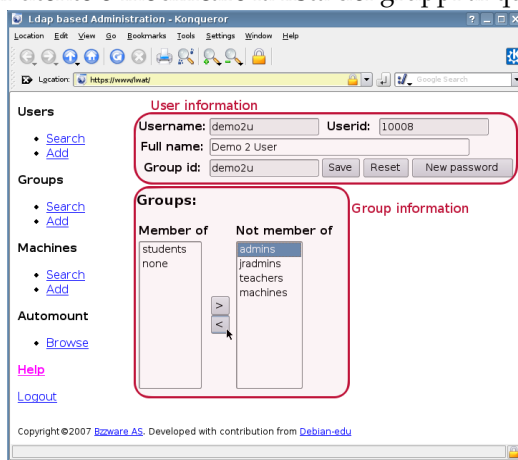 Ldap based Administration - Konqueror
Location Edit View Go Bookmarks Tools Settings Window Help
Location: https://www/lwat/ Google Search
User information
Users
Username: demo2u Userid: 10008
Search
Add
Full name: Demo 2 User
Group id: demo2u Save Reset New password
Groups
Search
Add
Groups:
Group information
Member of Not member of
students admins
none jradmins
teachers
machines
>
<
Machines
Search
Add
Automount
Browse
Help
Logout
Copyright©2007 Bzzware AS. Developed with contribution from Debian-edu